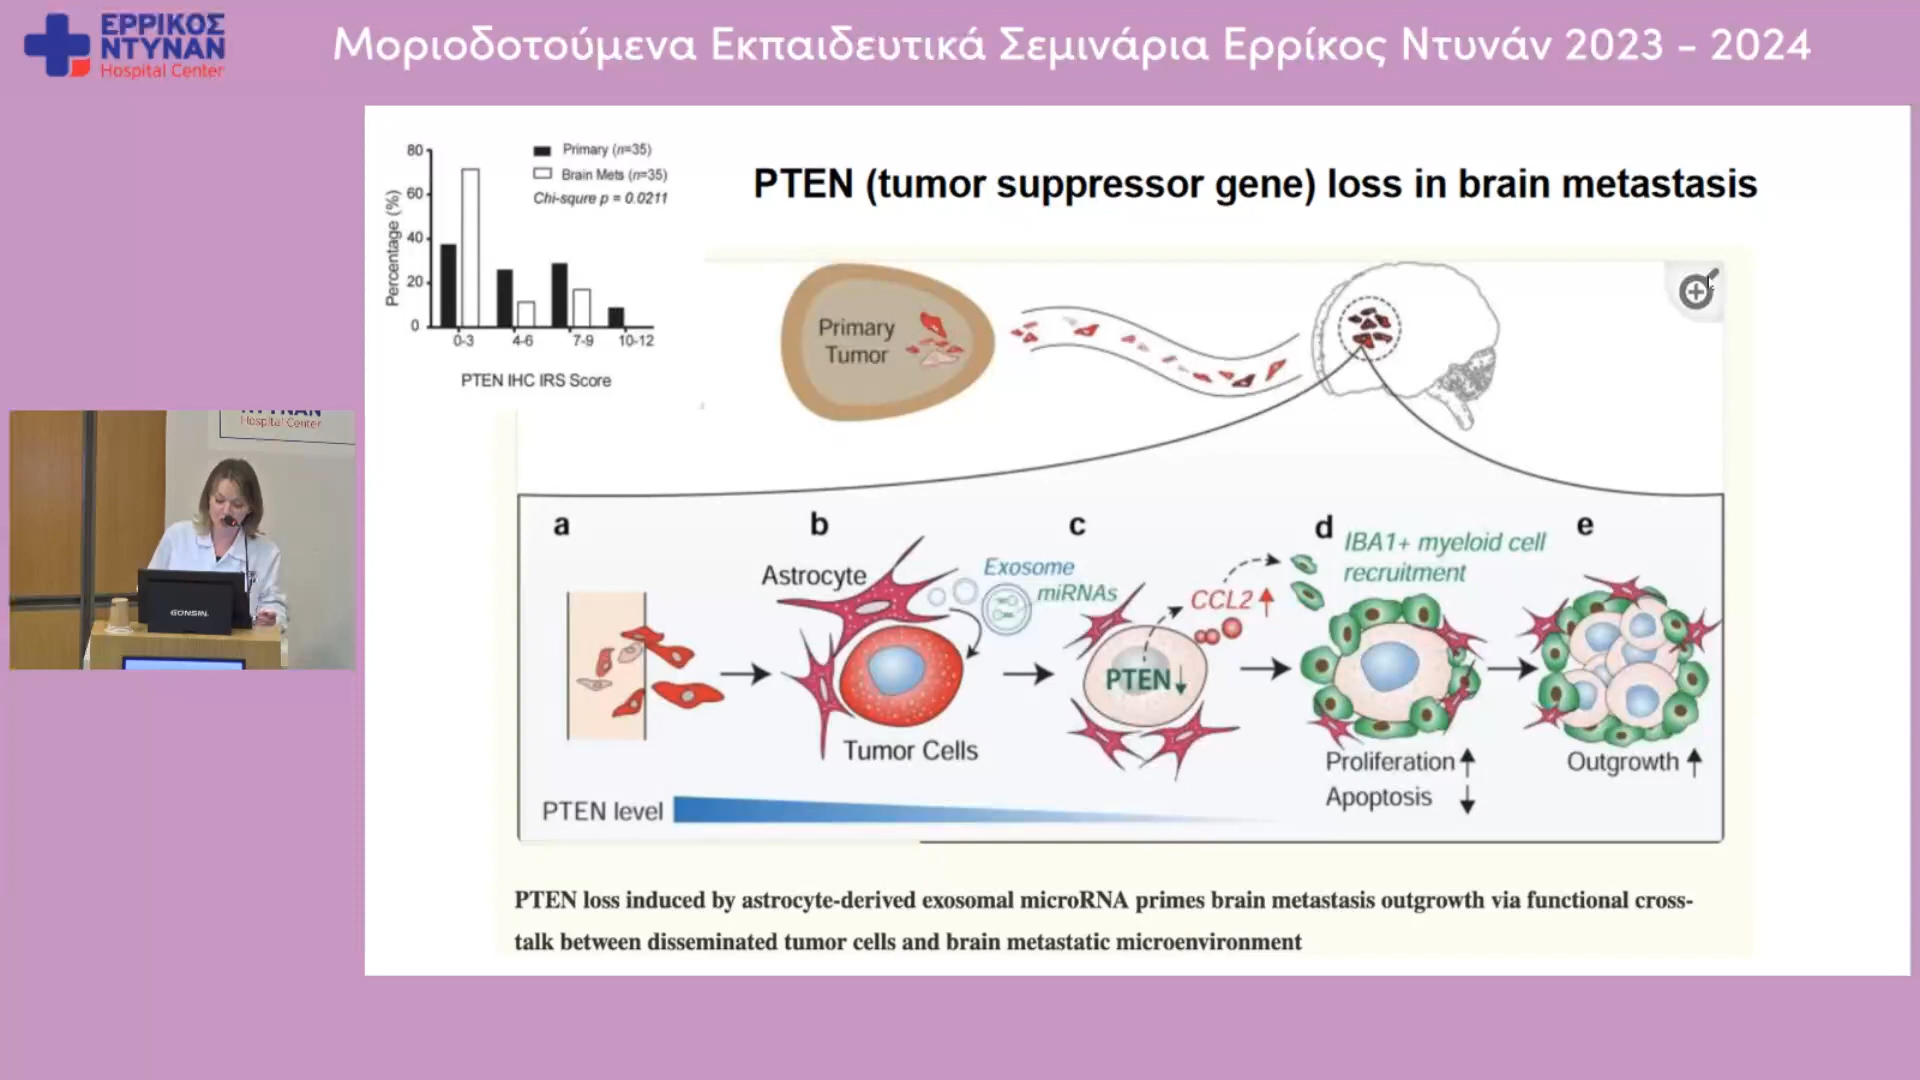 ΕΡΡΙΚΟΣ
ΝΤΥΝΑΝ
Hospital Center
Μοριοδοτούμενα Εκπαιδευτικά Σεμινάρια Ερρίκος Ντυνάν 2023 - 2024
80
60
40
20
0
Percentage (%)
Primary (n=35)
Brain Mets (n=35)
Chi-squre p = 0.0211
0-3 4-6 7-9 10-12
PTEN IHC IRS Score
PTEN (tumor suppressor gene) loss in brain metastasis
Primary
Tumor
a b c d e
Astrocyte
Exosome
miRNAs
Tumor Cells
CCL2
PTEN
IBA1+ myeloid cell
recruitment
Proliferation
Apoptosis
Outgrowth
PTEN level
PTEN loss induced by astrocyte-derived exosomal microRNA primes brain metastasis outgrowth via functional cross-
talk between disseminated tumor cells and brain metastatic microenvironment
ΝΤΥΝΑΝ
Hospital Center
GONSIN